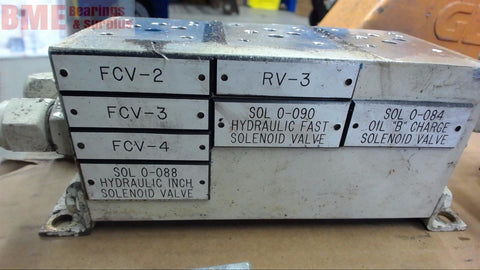 BME Bearings
& surplus
FCV-2
RV-3
FCV-3
SOL 0-090
HYDRAULIC FAST
SOLENOID VALVE
SOL 0-084
OIL "B" CHARGE
SOLENOID VALVE
FCV-4
SOL 0-088
HYDRAULIC INCH
SOLENOID VALVE